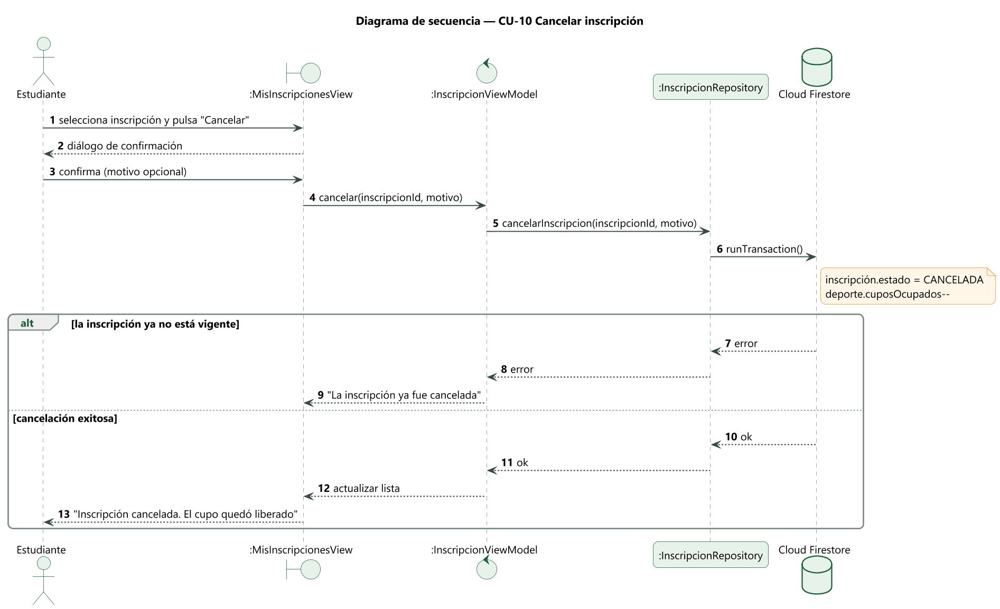 Diagrama de secuencia — CU-10 Cancelar inscripción
Estudiante
:MisInscripcionesView
:InscripcionViewModel
:InscripcionRepository
Cloud Firestore
1 selecciona inscripción y pulsa "Cancelar"
2 diálogo de confirmación
3 confirma (motivo opcional)
4 cancelar(inscripcionId, motivo)
5 cancelarInscripcion(inscripcionId, motivo)
6 runTransaction()
inscripción.estado = CANCELADA
deporte.cuposOcupados--
alt [la inscripción ya no está vigente]
7 error
8 error
9 "La inscripción ya fue cancelada"
[cancelación exitosa]
10 ok
11 ok
12 actualizar lista
13 "Inscripción cancelada. El cupo quedó liberado"
Estudiante
:MisInscripcionesView
:InscripcionViewModel
:InscripcionRepository
Cloud Firestore